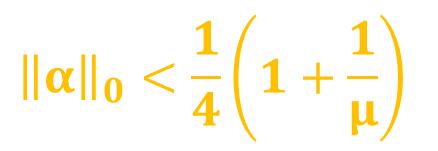 ‖α‖₀ < 1/4 (1 + 1/μ)